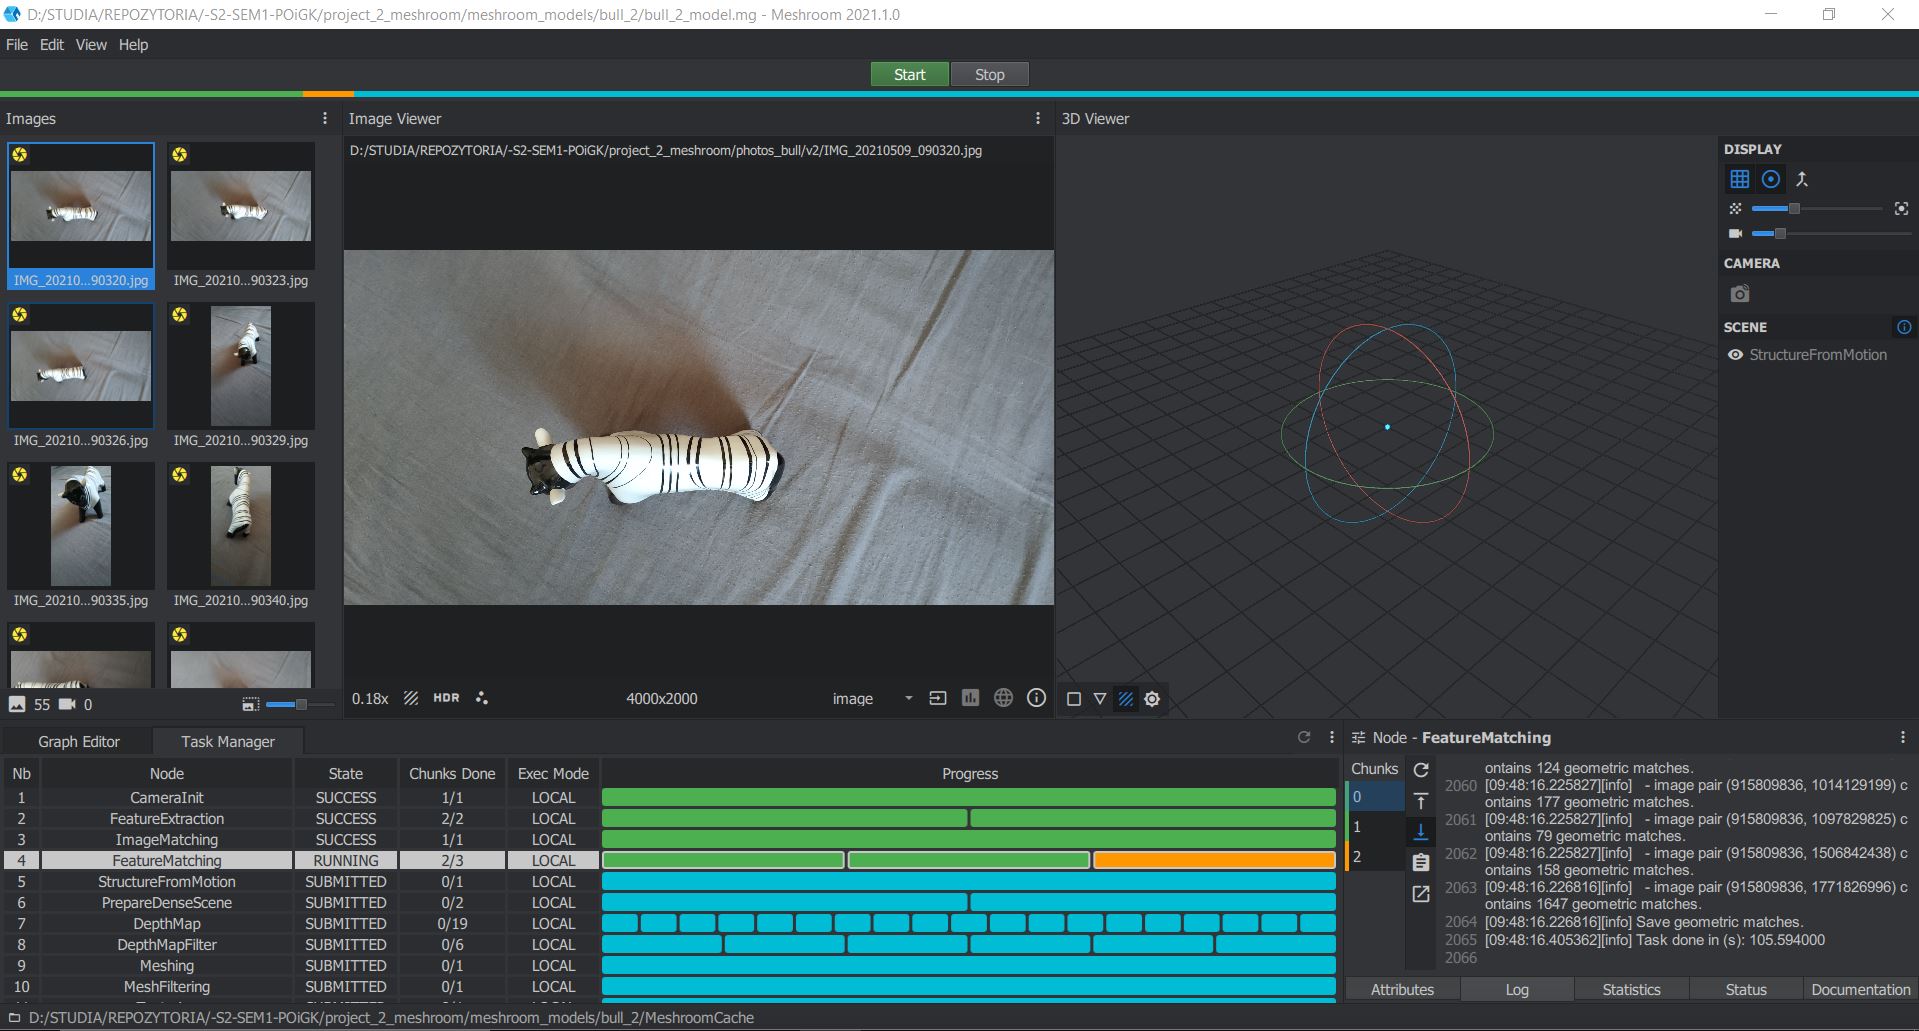 D:/STUDIA/REPOZYTORIA/-S2-SEM1-POiGK/project_2_meshroom/meshroom_models/bull_2/bull_2_model.mg - Meshroom 2021.1.0
File Edit View Help
Start Stop
Images
IMG_20210...90320.jpg IMG_20210...90323.jpg
IMG_20210...90326.jpg IMG_20210...90329.jpg
IMG_20210...90335.jpg IMG_20210...90340.jpg
55 0
Image Viewer
D:/STUDIA/REPOZYTORIA/-S2-SEM1-POiGK/project_2_meshroom/photos_bull/v2/IMG_20210509_090320.jpg
0.18x HDR 4000x2000 image
3D Viewer
DISPLAY
CAMERA
SCENE
StructureFromMotion
Graph Editor Task Manager
Nb Node State Chunks Done Exec Mode Progress
1 CameraInit SUCCESS 1/1 LOCAL
2 FeatureExtraction SUCCESS 2/2 LOCAL
3 ImageMatching SUCCESS 1/1 LOCAL
4 FeatureMatching RUNNING 2/3 LOCAL
5 StructureFromMotion SUBMITTED 0/1 LOCAL
6 PrepareDenseScene SUBMITTED 0/2 LOCAL
7 DepthMap SUBMITTED 0/19 LOCAL
8 DepthMapFilter SUBMITTED 0/6 LOCAL
9 Meshing SUBMITTED 0/1 LOCAL
10 MeshFiltering SUBMITTED 0/1 LOCAL
Node - FeatureMatching
Chunks
0
1
2
ontains 124 geometric matches.
2060 [09:48:16.225827][info] - image pair (915809836, 1014129199) c
ontains 177 geometric matches.
2061 [09:48:16.225827][info] - image pair (915809836, 1097829825) c
ontains 79 geometric matches.
2062 [09:48:16.225827][info] - image pair (915809836, 1506842438) c
ontains 158 geometric matches.
2063 [09:48:16.226816][info] - image pair (915809836, 1771826996) c
ontains 1647 geometric matches.
2064 [09:48:16.226816][info] Save geometric matches.
2065 [09:48:16.405362][info] Task done in (s): 105.594000
2066
Attributes Log Statistics Status Documentation
D:/STUDIA/REPOZYTORIA/-S2-SEM1-POiGK/project_2_meshroom/meshroom_models/bull_2/MeshroomCache